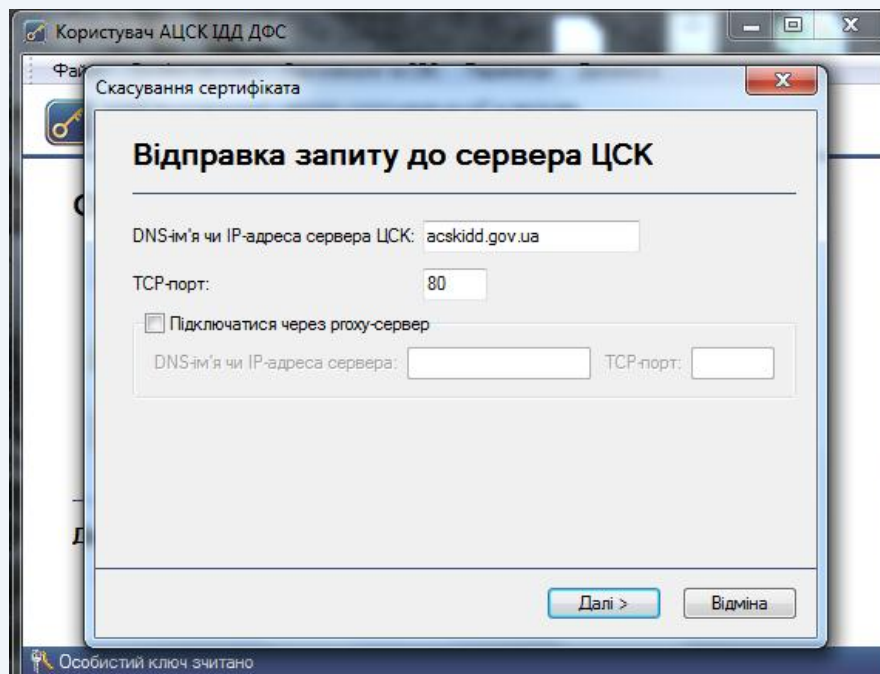 Користувач АЦСК ІДД ДФС
Скасування сертифіката
Відправка запиту до сервера ЦСК
DNS-ім'я чи IP-адреса сервера ЦСК: acskidd.gov.ua
TCP-порт: 80
Підключатися через proxy-сервер
DNS-ім'я чи IP-адреса сервера: TCP-порт:
Далі > Відміна
Особистий ключ зчитано